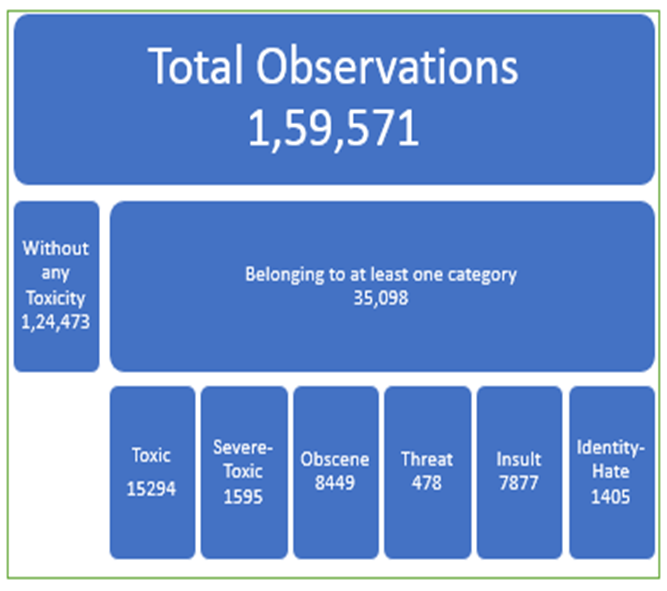 Total Observations
1,59,571
Without
any
Toxicity
1,24,473
Belonging to at least one category
35,098
Toxic
15294
Severe-
Toxic
1595
Obscene
8449
Threat
478
Insult
7877
Identity-
Hate
1405